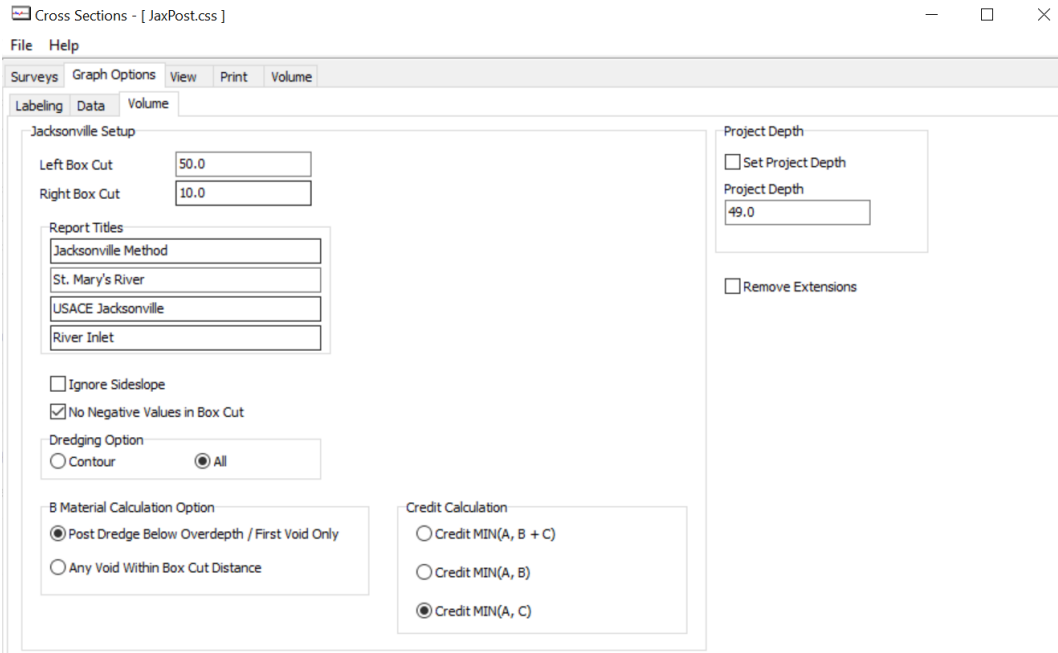 Cross Sections - [ JaxPost.css ]
File Help
Surveys Graph Options View Print Volume
Labeling Data Volume
Jacksonville Setup
Left Box Cut 50.0
Right Box Cut 10.0
Report Titles
Jacksonville Method
St. Mary's River
USACE Jacksonville
River Inlet
Ignore Sideslope
No Negative Values in Box Cut
Dredging Option
Contour All
B Material Calculation Option
Post Dredge Below Overdepth / First Void Only
Any Void Within Box Cut Distance
Credit Calculation
Credit MIN(A, B + C)
Credit MIN(A, B)
Credit MIN(A, C)
Project Depth
Set Project Depth
Project Depth
49.0
Remove Extensions